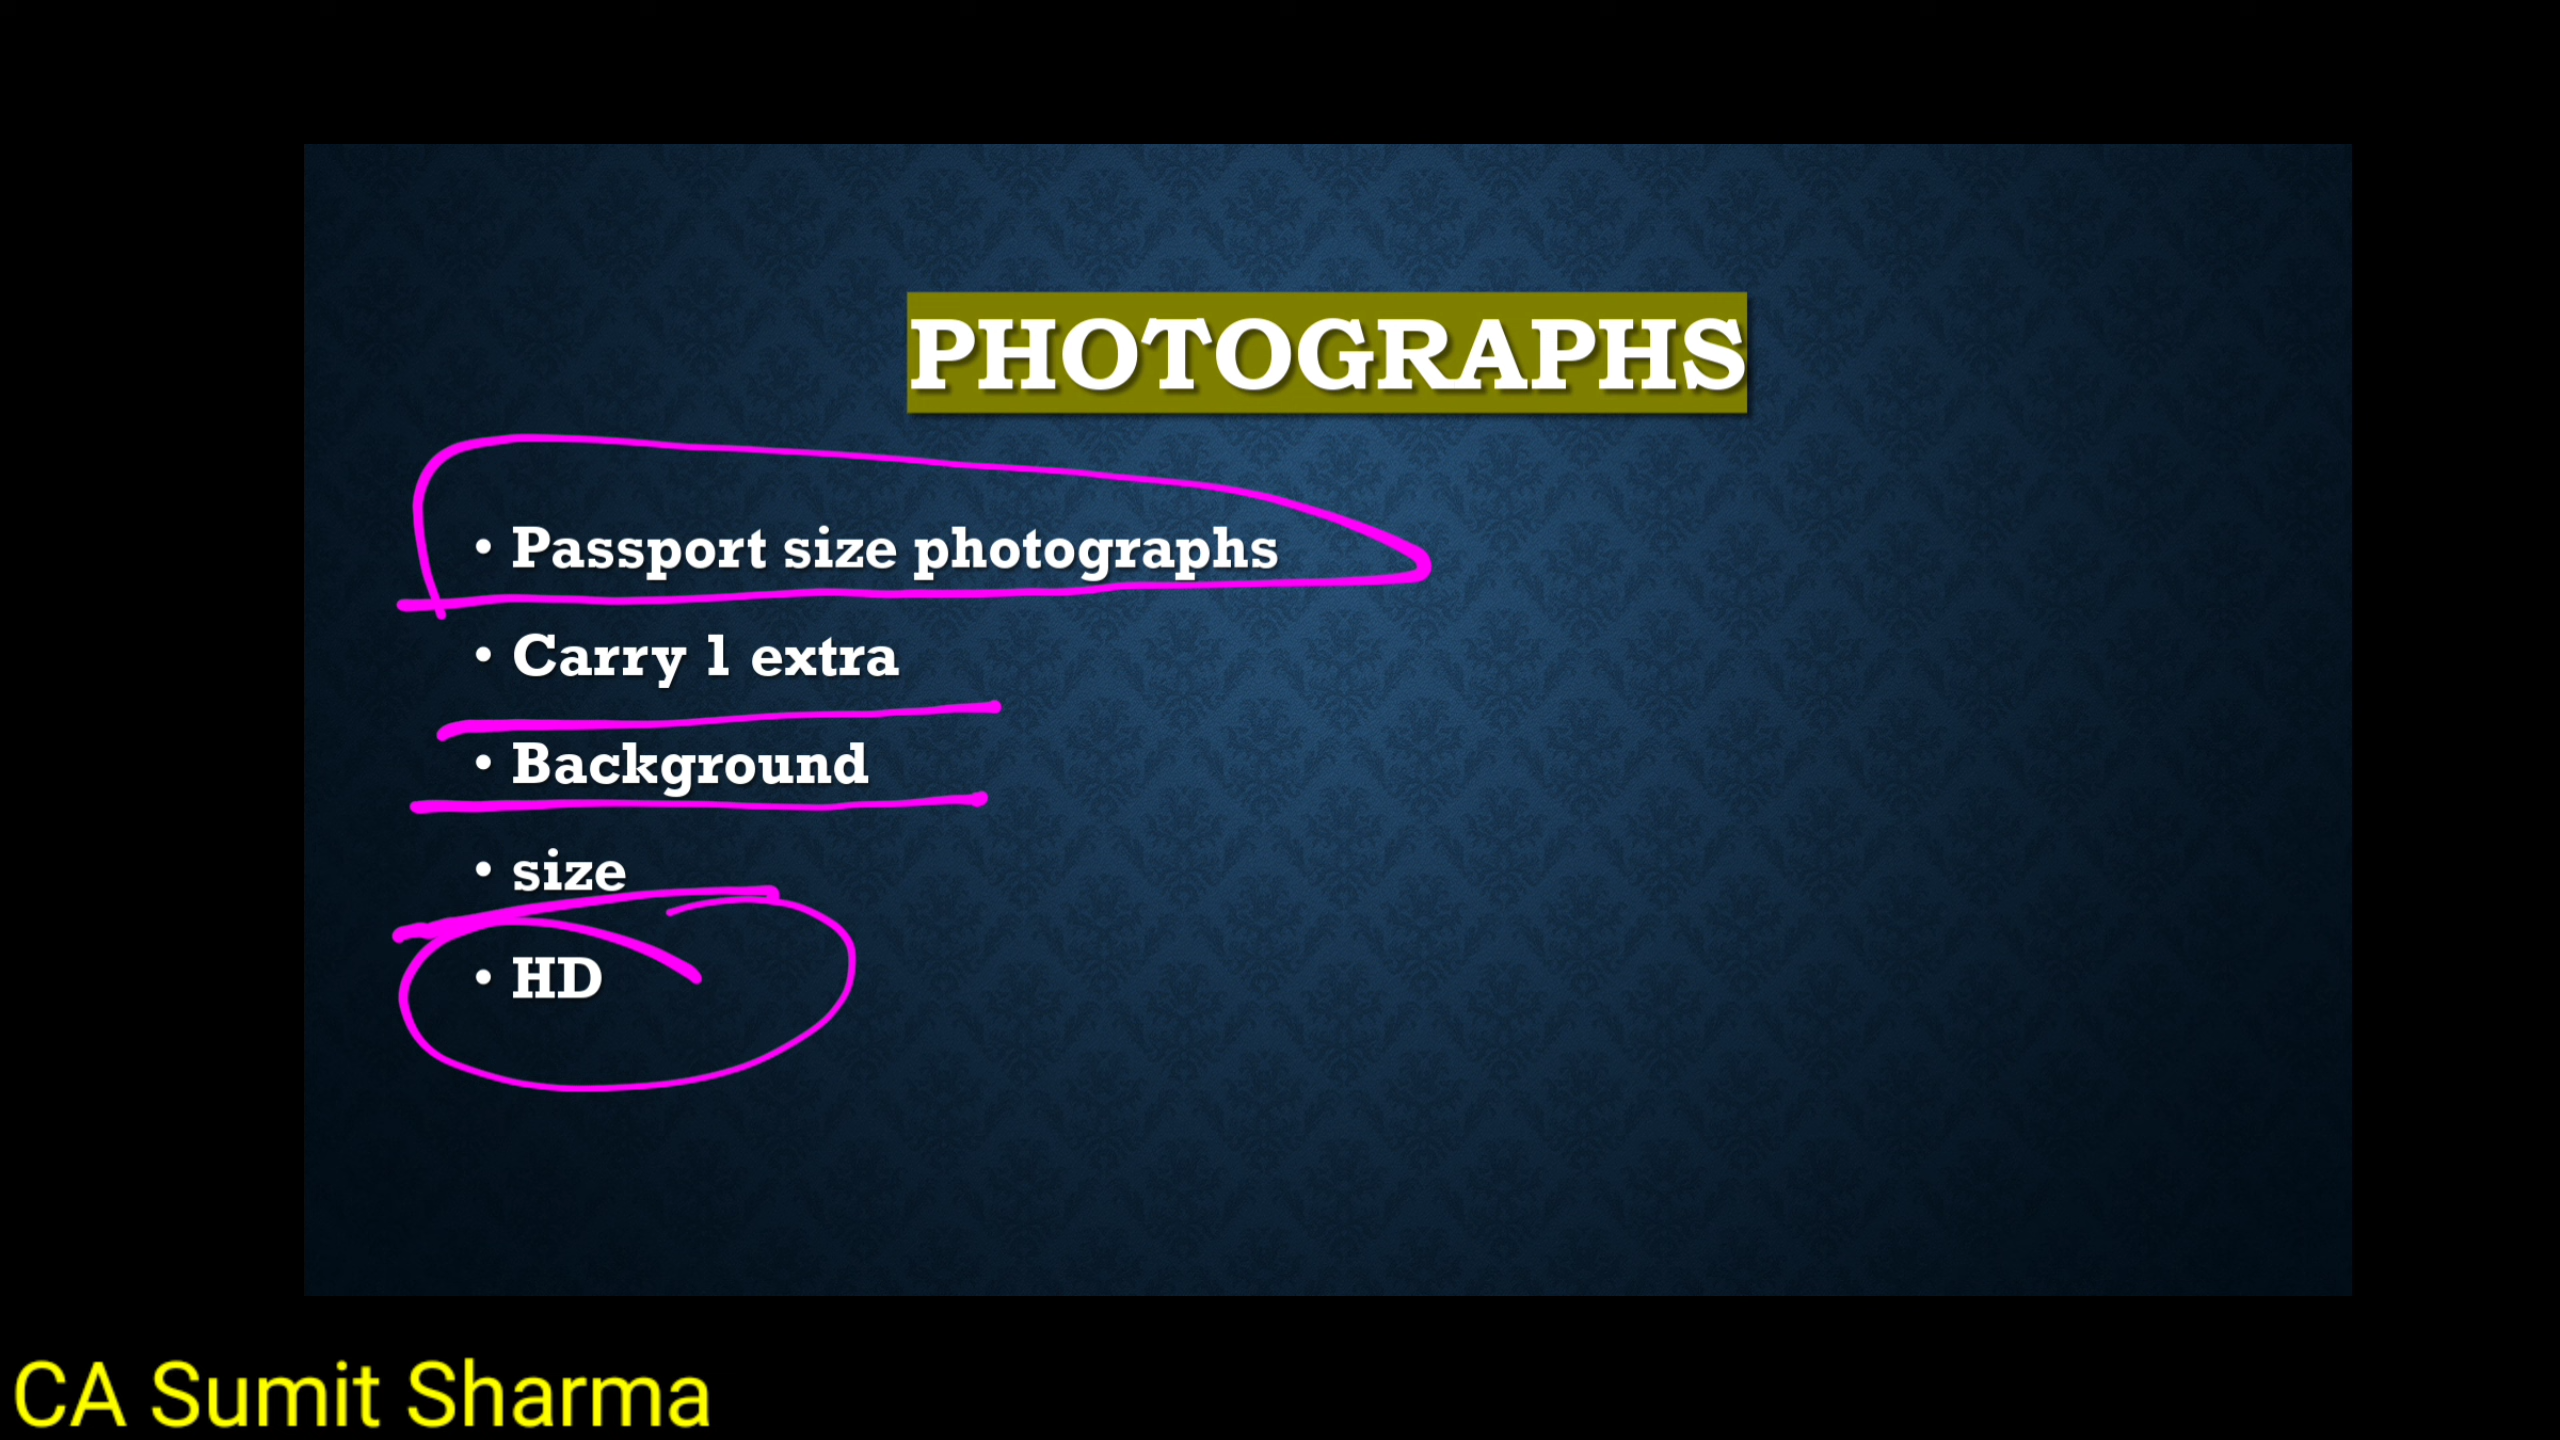 PHOTOGRAPHS
• Passport size photographs
• Carry 1 extra
• Background
• size
• HD
CA Sumit Sharma